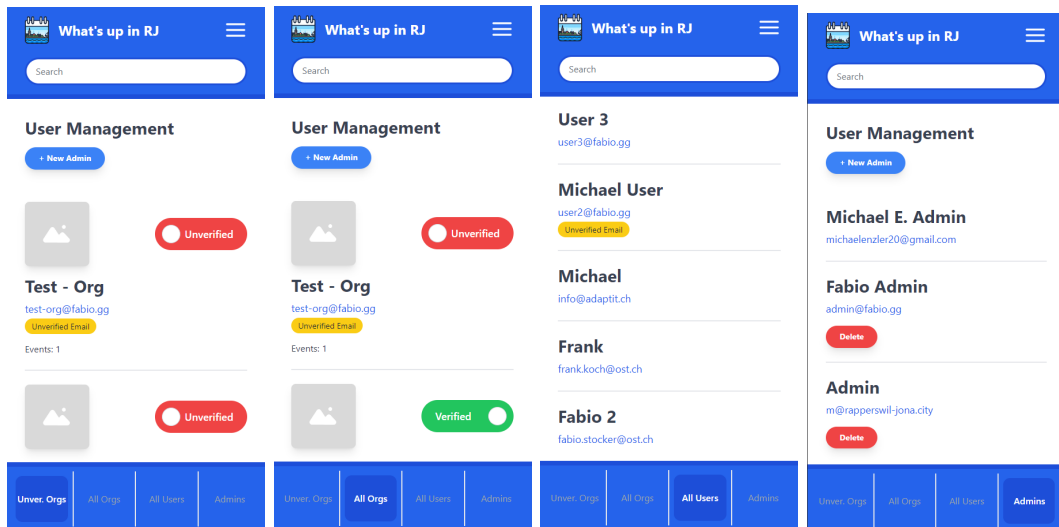 What's up in RJ
Search
User Management
+ New Admin
Unverified
Test - Org
test-org@fabio.gg
Unverified Email
Events: 1
Unverified
Unver. Orgs
All Orgs
All Users
Admins
What's up in RJ
Search
User Management
+ New Admin
Unverified
Test - Org
test-org@fabio.gg
Unverified Email
Events: 1
Verified
Unver. Orgs
All Orgs
All Users
Admins
What's up in RJ
Search
User 3
user3@fabio.gg
Michael User
user2@fabio.gg
Unverified Email
Michael
info@adaptit.ch
Frank
frank.koch@ost.ch
Fabio 2
fabio.stocker@ost.ch
Unver. Orgs
All Orgs
All Users
Admins
What's up in RJ
Search
User Management
+ New Admin
Michael E. Admin
michaelenzler20@gmail.com
Fabio Admin
admin@fabio.gg
Delete
Admin
m@rapperswil-jona.city
Delete
Unver. Orgs
All Orgs
All Users
Admins